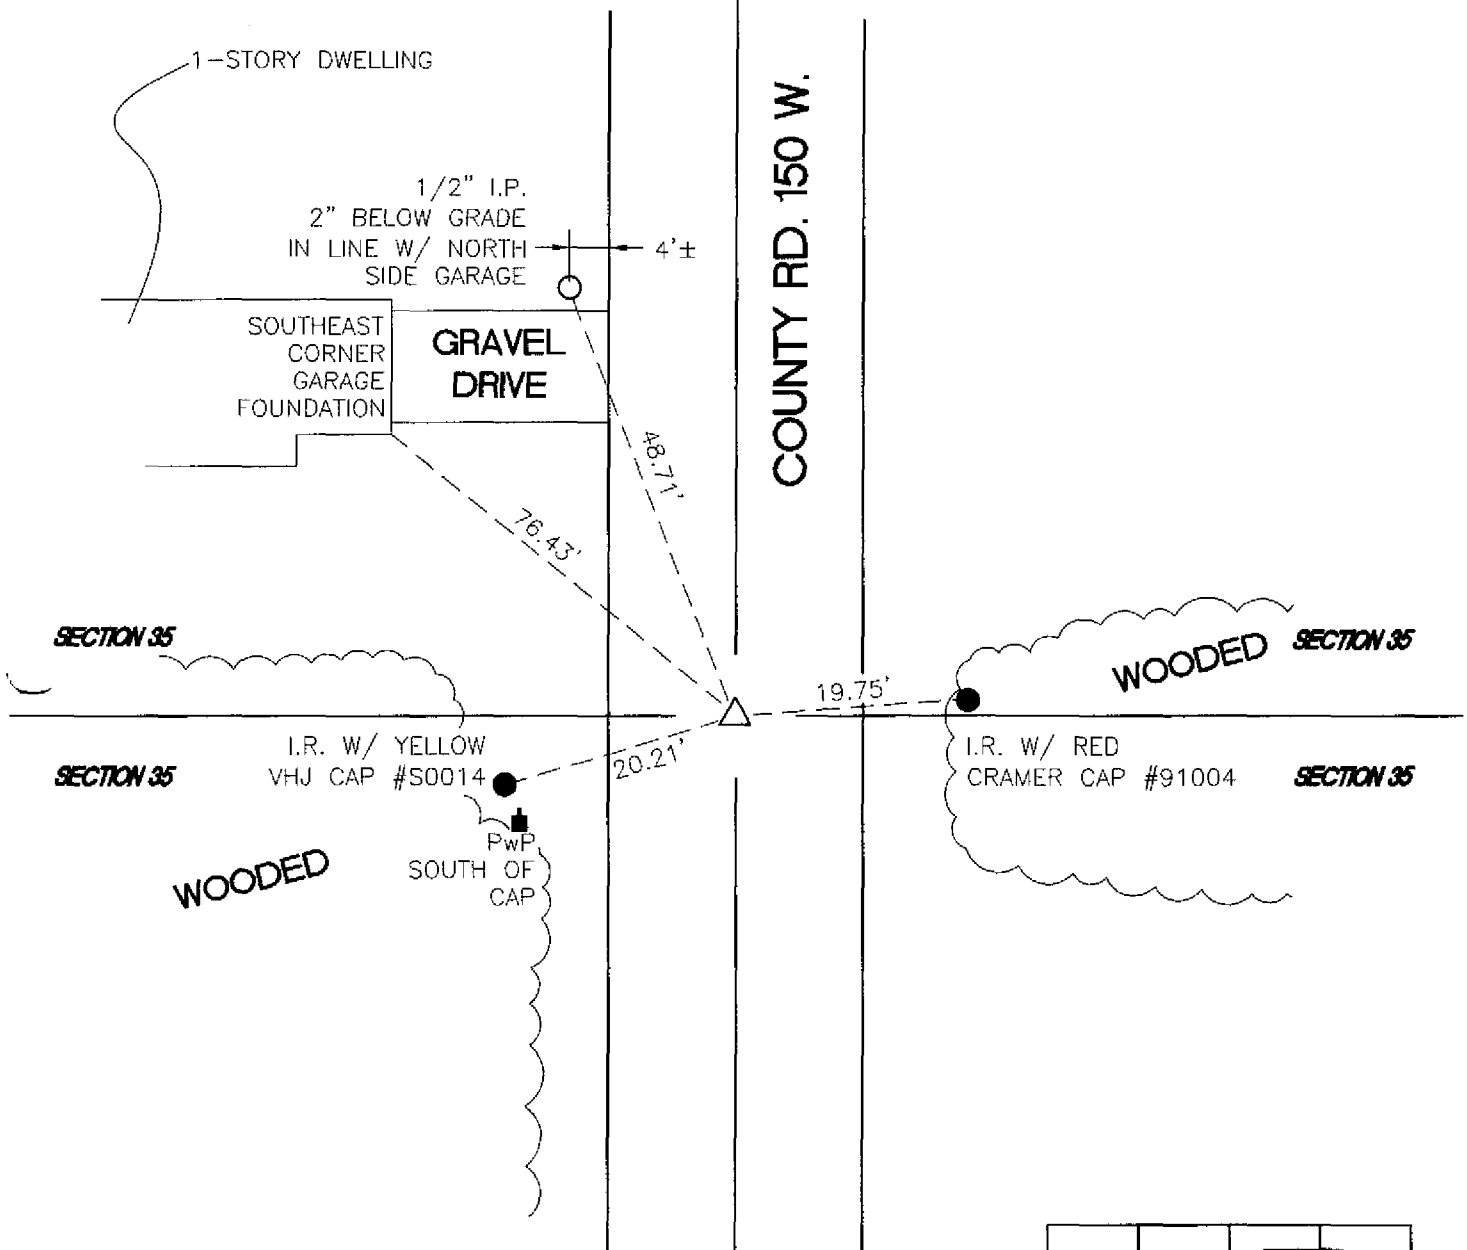 1-STORY DWELLING
COUNTY RD. 150 W.
1/2" I.P.
2" BELOW GRADE
IN LINE W/ NORTH
SIDE GARAGE
4'±
SOUTHEAST
CORNER
GARAGE
FOUNDATION
GRAVEL
DRIVE
48.71'
76.43'
SECTION 35
WOODED
SECTION 35
19.75'
20.21'
I.R. W/ YELLOW
VHJ CAP #S0014
SECTION 35
I.R. W/ RED
CRAMER CAP #91004
SECTION 35
PwP
SOUTH OF
CAP
WOODED